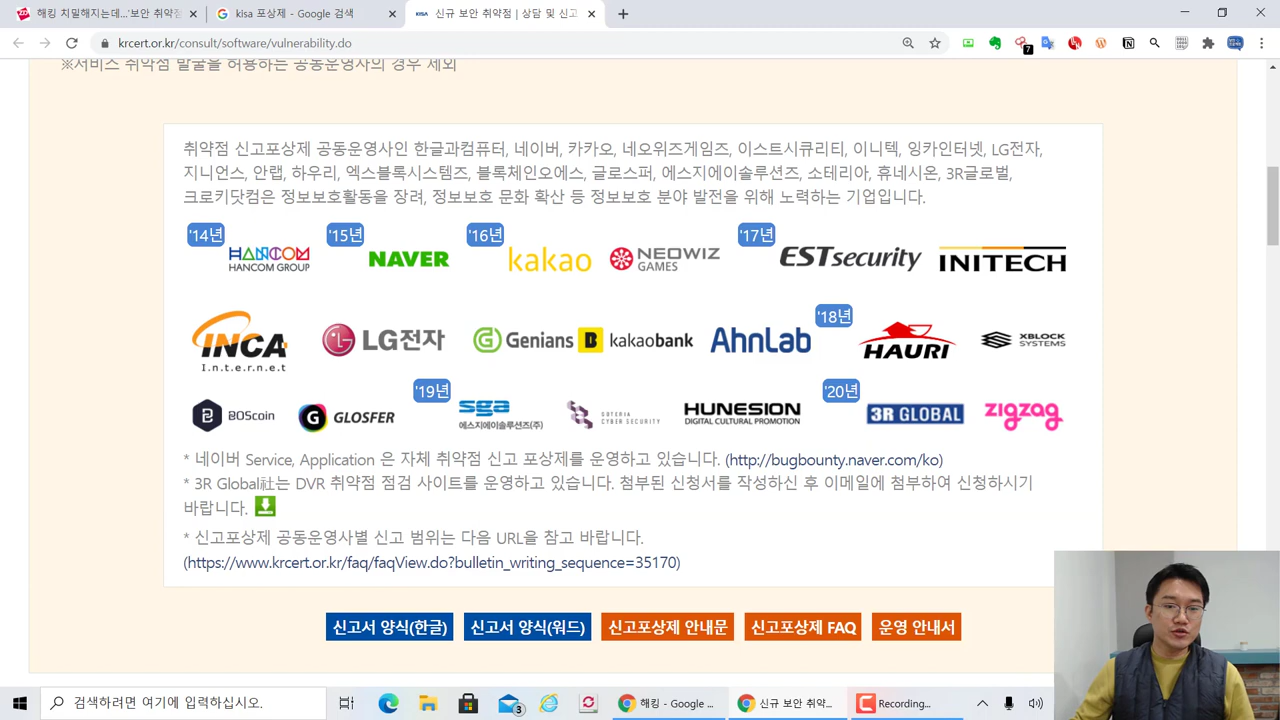 해킹 치밀해지는데..'보안 취약점
kisa 포상제 - Google 검색
KISA 신규 보안 취약점 | 상담 및 신고
krcert.or.kr/consult/software/vulnerability.do
7
※서비스 취약점 발굴을 허용하는 공동운영사의 경우 제외
취약점 신고포상제 공동운영사인 한글과컴퓨터, 네이버, 카카오, 네오위즈게임즈, 이스트시큐리티, 이니텍, 잉카인터넷, LG전자,
지니언스, 안랩, 하우리, 엑스블록시스템즈, 블록체인오에스, 글로스퍼, 에스지에이솔루션즈, 소테리아, 휴네시온, 3R글로벌,
크로키닷컴은 정보보호활동을 장려, 정보보호 문화 확산 등 정보보호 분야 발전을 위해 노력하는 기업입니다.
'14년 '15년 '16년 '17년
HANCOM
HANCOM GROUP
NAVER
kakao
NEOWIZ
GAMES
ESTsecurity
INITECH
'18년
INCA
Internet
LG전자
Genians
B kakaobank
AhnLab
HAURI
XBLOCK
SYSTEMS
'19년 '20년
BOScoin
G GLOSFER
sga
에스지에이솔루션즈(주)
SOTERIA
CYBER SECURITY
HUNESION
DIGITAL CULTURAL PROMOTION
3R GLOBAL
zigzag
* 네이버 Service, Application 은 자체 취약점 신고 포상제를 운영하고 있습니다. (http://bugbounty.naver.com/ko)
* 3R Global社는 DVR 취약점 점검 사이트를 운영하고 있습니다. 첨부된 신청서를 작성하신 후 이메일에 첨부하여 신청하시기
바랍니다.
* 신고포상제 공동운영사별 신고 범위는 다음 URL을 참고 바랍니다.
(https://www.krcert.or.kr/faq/faqView.do?bulletin_writing_sequence=35170)
신고서 양식(한글) 신고서 양식(워드) 신고포상제 안내문 신고포상제 FAQ 운영 안내서
검색하려면 여기에 입력하십시오.
3
해킹 - Google ...
신규 보안 취약...
Recording...